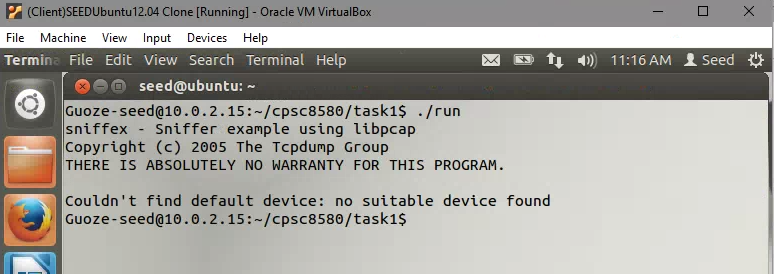 (Client)SEEDUbuntu12.04 Clone [Running] - Oracle VM VirtualBox
File Machine View Input Devices Help
Termina File Edit View Search Terminal Help 11:16 AM Seed
seed@ubuntu: ~
Guoze-seed@10.0.2.15:~/cpsc8580/task1$ ./run
sniffex - Sniffer example using libpcap
Copyright (c) 2005 The Tcpdump Group
THERE IS ABSOLUTELY NO WARRANTY FOR THIS PROGRAM.
Couldn't find default device: no suitable device found
Guoze-seed@10.0.2.15:~/cpsc8580/task1$